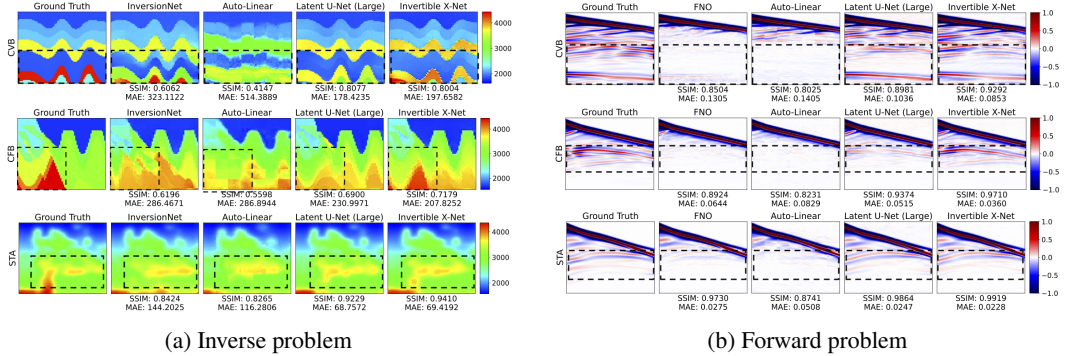 Ground Truth InversionNet Auto-Linear Latent U-Net (Large) Invertible X-Net
CVB
4000
3000
2000
SSIM: 0.6062 SSIM: 0.4147 SSIM: 0.8077 SSIM: 0.8004
MAE: 323.1122 MAE: 514.3889 MAE: 178.4235 MAE: 197.6582
Ground Truth InversionNet Auto-Linear Latent U-Net (Large) Invertible X-Net
CFB
4000
3000
2000
SSIM: 0.6196 SSIM: 0.5598 SSIM: 0.6900 SSIM: 0.7179
MAE: 286.4671 MAE: 286.8944 MAE: 230.9971 MAE: 207.8252
Ground Truth InversionNet Auto-Linear Latent U-Net (Large) Invertible X-Net
STA
4000
3000
2000
SSIM: 0.8424 SSIM: 0.8265 SSIM: 0.9229 SSIM: 0.9410
MAE: 144.2025 MAE: 116.2806 MAE: 68.7572 MAE: 69.4192
(a) Inverse problem
Ground Truth FNO Auto-Linear Latent U-Net (Large) Invertible X-Net
CVB
1.0
0.5
0.0
−0.5
−1.0
SSIM: 0.8504 SSIM: 0.8025 SSIM: 0.8981 SSIM: 0.9292
MAE: 0.1305 MAE: 0.1405 MAE: 0.1036 MAE: 0.0853
Ground Truth FNO Auto-Linear Latent U-Net (Large) Invertible X-Net
CFB
1.0
0.5
0.0
−0.5
−1.0
SSIM: 0.8924 SSIM: 0.8231 SSIM: 0.9374 SSIM: 0.9710
MAE: 0.0644 MAE: 0.0829 MAE: 0.0515 MAE: 0.0360
Ground Truth FNO Auto-Linear Latent U-Net (Large) Invertible X-Net
STA
1.0
0.5
0.0
−0.5
−1.0
SSIM: 0.9730 SSIM: 0.8741 SSIM: 0.9864 SSIM: 0.9919
MAE: 0.0275 MAE: 0.0508 MAE: 0.0247 MAE: 0.0228
(b) Forward problem